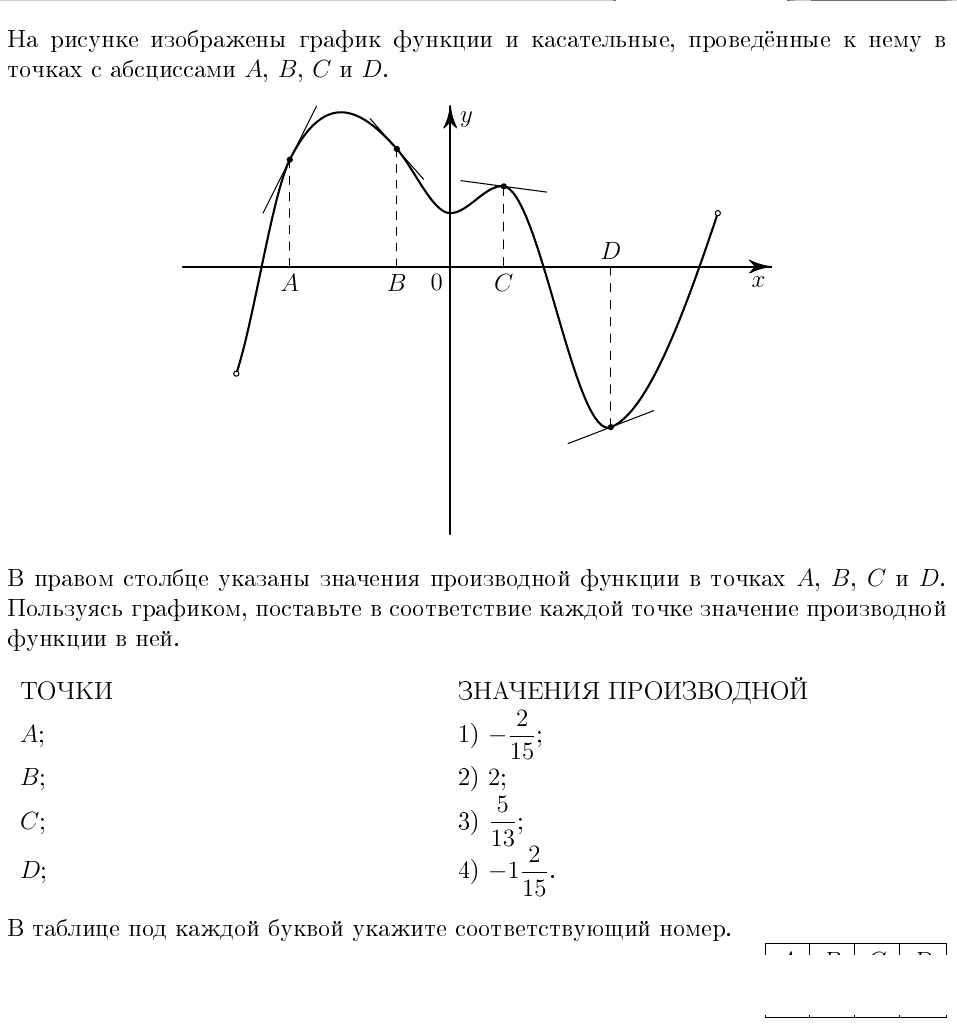 На рисунке изображены график функции и касательные, проведённые к нему в
точках с абсциссами A, B, C и D.
y
D
A B 0 C x
В правом столбце указаны значения производной функции в точках A, B, C и D.
Пользуясь графиком, поставьте в соответствие каждой точке значение производной
функции в ней.
ТОЧКИ ЗНАЧЕНИЯ ПРОИЗВОДНОЙ
A; 1) −2/15;
B; 2) 2;
C; 3) 5/13;
D; 4) −1 2/15.
В таблице под каждой буквой укажите соответствующий номер.